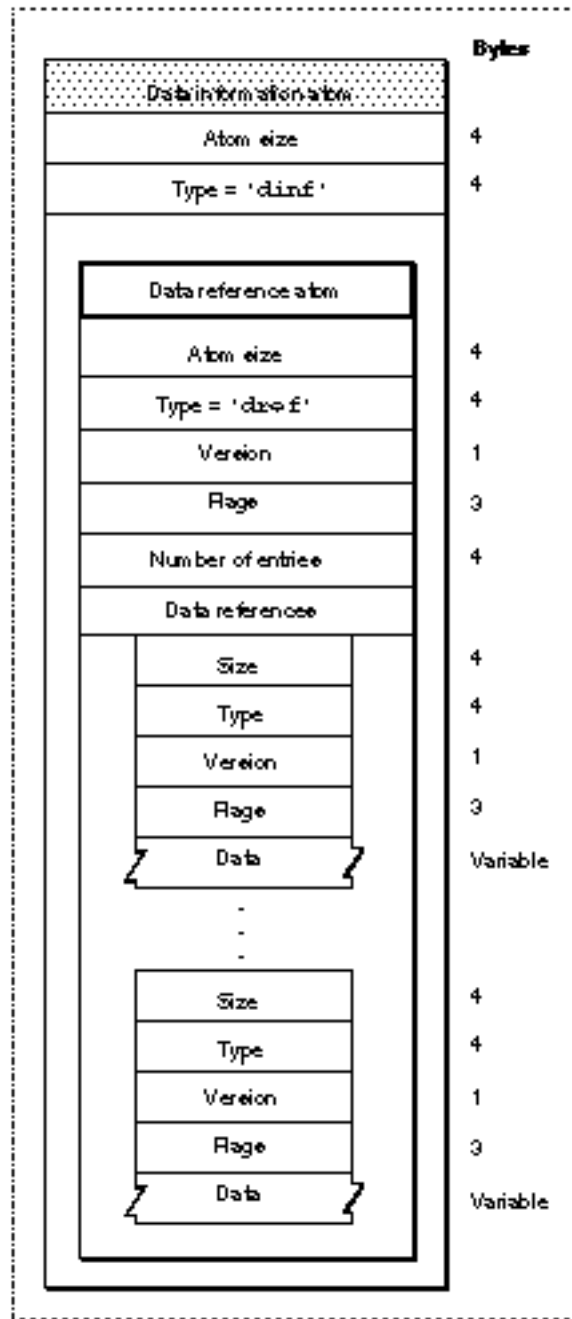 Bytes
Data information atom
Atom size 4
Type = 'dinf' 4
Data reference atom
Atom size 4
Type = 'dref' 4
Version 1
Flags 3
Number of entries 4
Data references
Size 4
Type 4
Version 1
Flags 3
Data Variable
Size 4
Type 4
Version 1
Flags 3
Data Variable